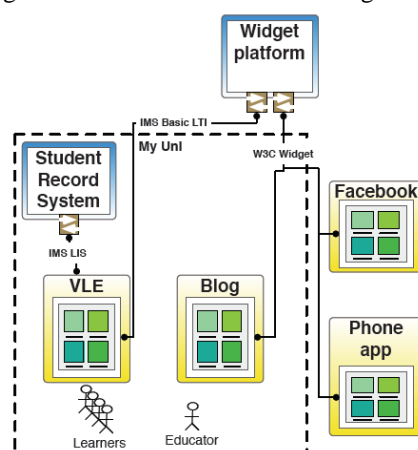 Widget
platform
IMS Basic LTI
My Uni
W3C Widget
Student
Record
System
Facebook
IMS LIS
VLE
Blog
Phone
app
Learners
Educator